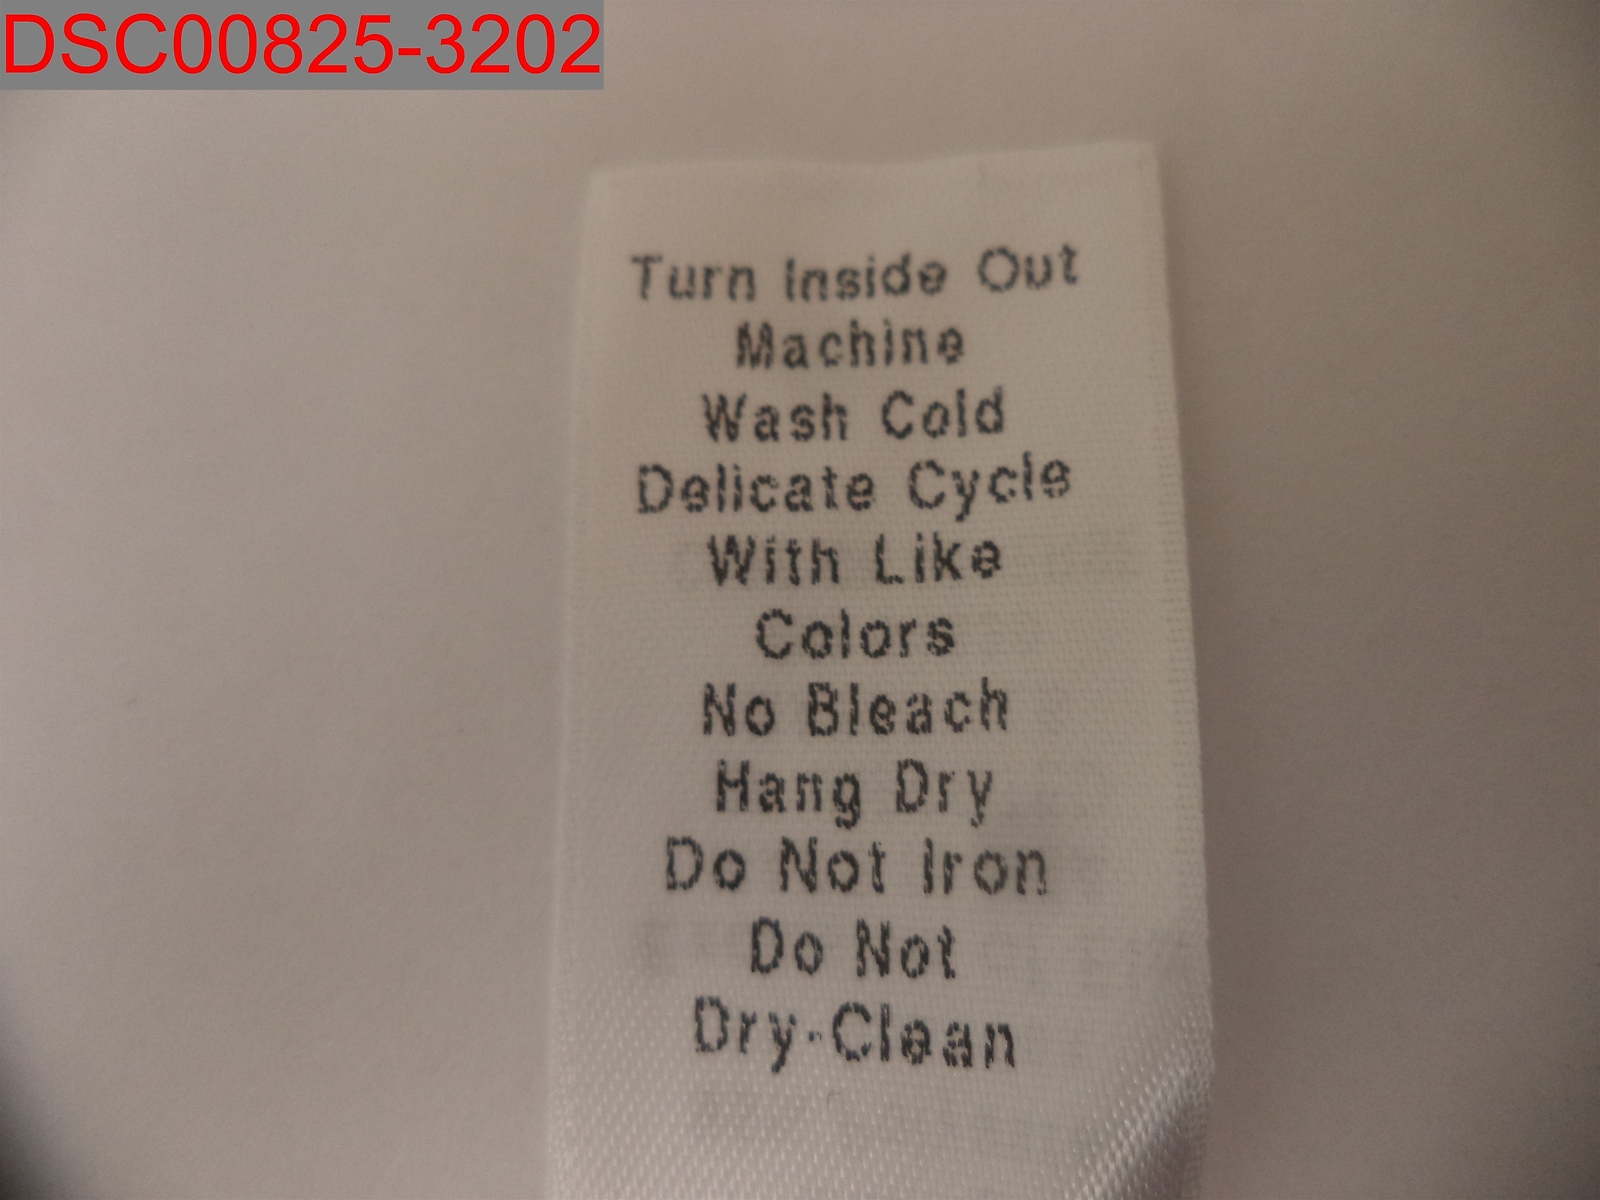 DSC00825-3202
Turn Inside Out
Machine
Wash Cold
Delicate Cycle
With Like
Colors
No Bleach
Hang Dry
Do Not Iron
Do Not
Dry-Clean